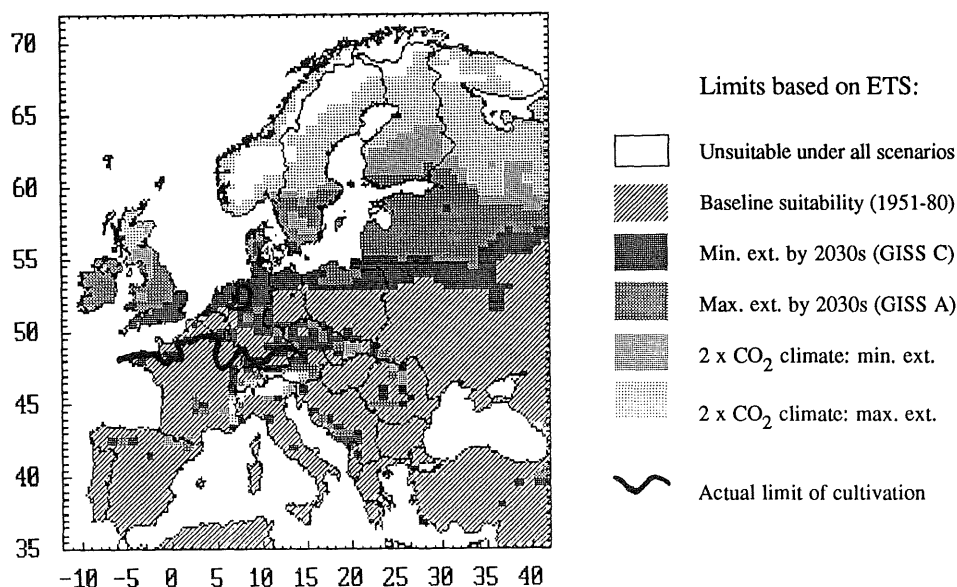 70
65
60
55
50
45
40
35
-10 -5 0 5 10 15 20 25 30 35 40
Limits based on ETS:
Unsuitable under all scenarios
Baseline suitability (1951-80)
Min. ext. by 2030s (GISS C)
Max. ext. by 2030s (GISS A)
2 x CO2 climate: min. ext.
2 x CO2 climate: max. ext.
Actual limit of cultivation